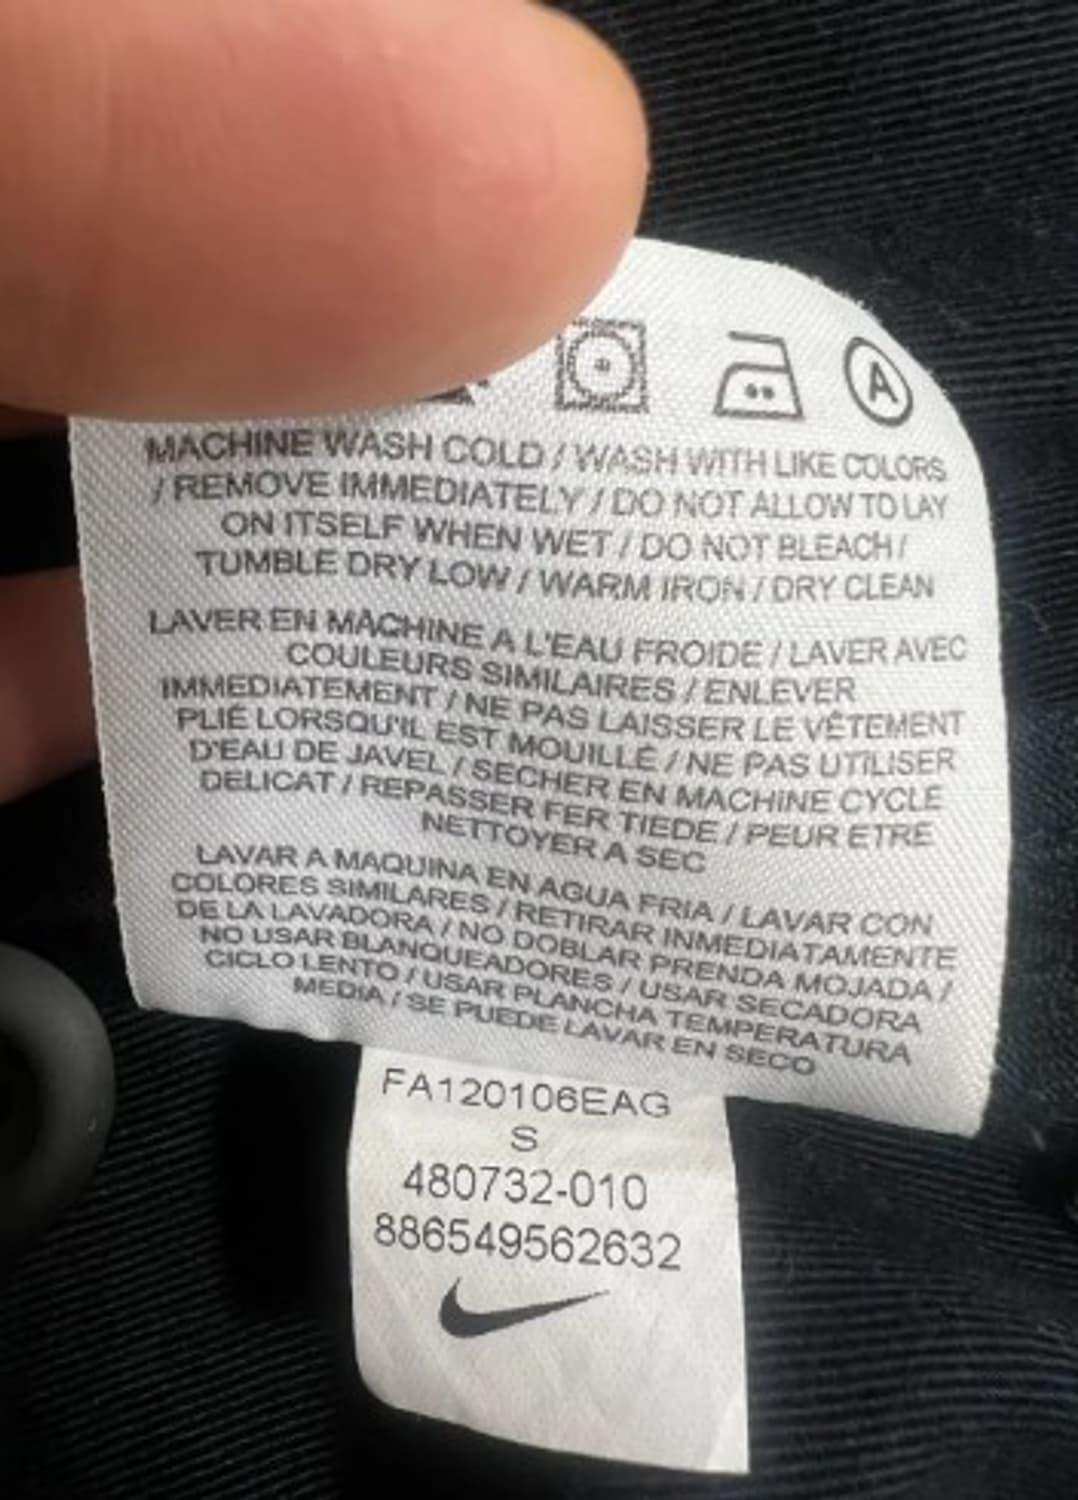 A
MACHINE WASH COLD / WASH WITH LIKE COLORS
/ REMOVE IMMEDIATELY / DO NOT ALLOW TO LAY
ON ITSELF WHEN WET / DO NOT BLEACH /
TUMBLE DRY LOW / WARM IRON / DRY CLEAN
LAVER EN MACHINE A L'EAU FROIDE / LAVER AVEC
COULEURS SIMILAIRES / ENLEVER
IMMEDIATEMENT / NE PAS LAISSER LE VÊTEMENT
PLIÉ LORSQU'IL EST MOUILLÉ / NE PAS UTILISER
D'EAU DE JAVEL / SECHER EN MACHINE CYCLE
DELICAT / REPASSER FER TIEDE / PEUR ETRE
NETTOYER A SEC
LAVAR A MAQUINA EN AGUA FRIA / LAVAR CON
COLORES SIMILARES / RETIRAR INMEDIATAMENTE
DE LA LAVADORA / NO DOBLAR PRENDA MOJADA /
NO USAR BLANQUEADORES / USAR SECADORA
CICLO LENTO / USAR PLANCHA TEMPERATURA
MEDIA / SE PUEDE LAVAR EN SECO
FA120106EAG
S
480732-010
886549562632